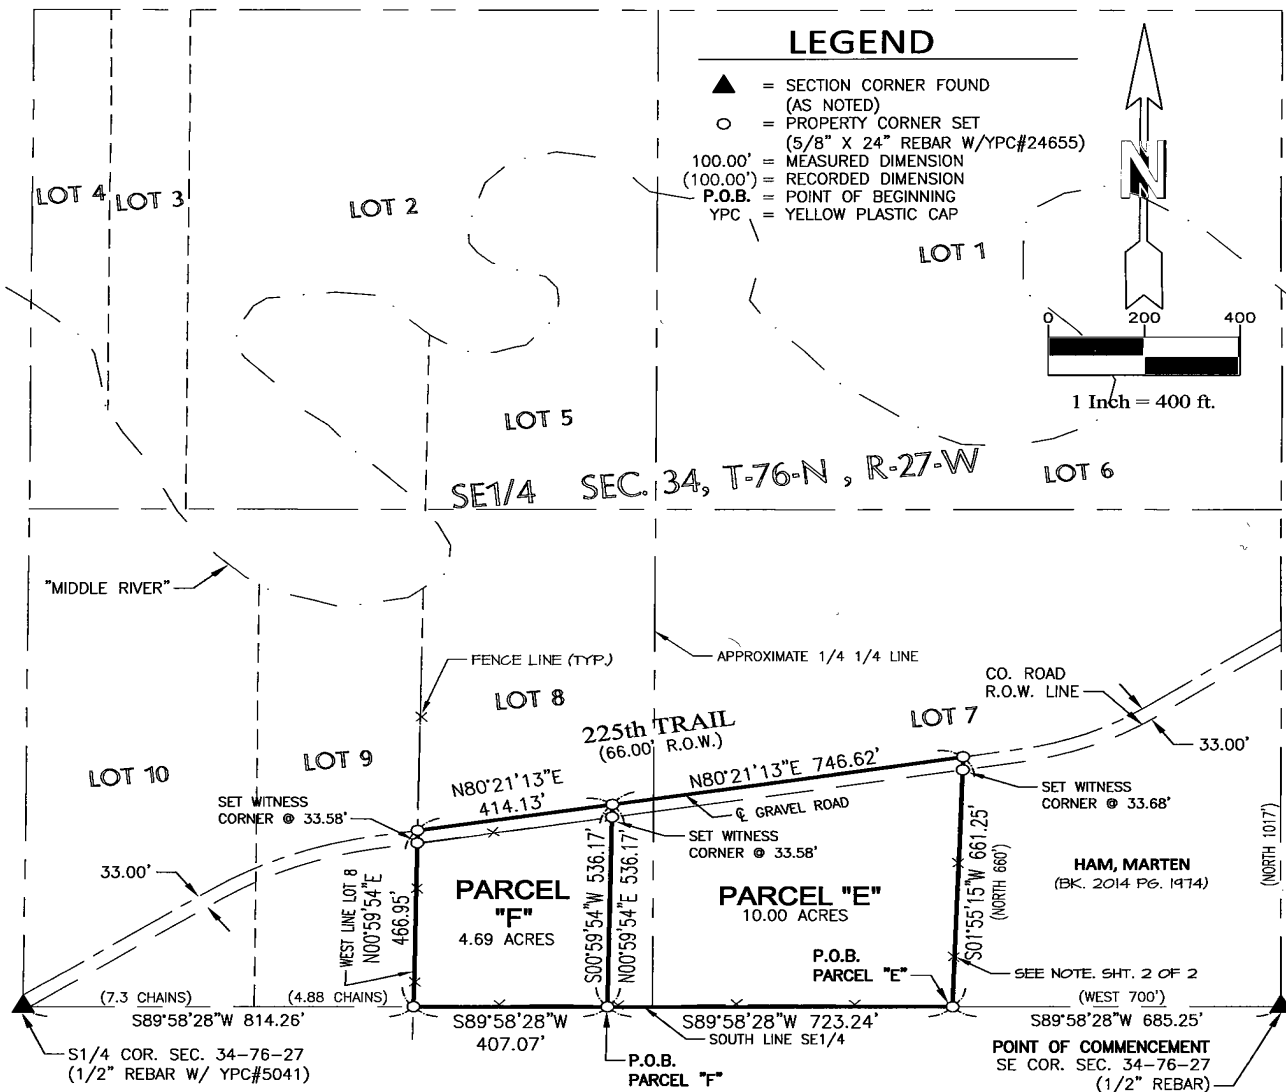 LEGEND
= SECTION CORNER FOUND
(AS NOTED)
= PROPERTY CORNER SET
(5/8" X 24" REBAR W/YPC#24655)
100.00' = MEASURED DIMENSION
(100.00') = RECORDED DIMENSION
P.O.B. = POINT OF BEGINNING
YPC = YELLOW PLASTIC CAP
N
0 200 400
1 Inch = 400 ft.
LOT 4
LOT 3
LOT 2
LOT 1
LOT 5
LOT 6
SE1/4 SEC. 34, T-76-N , R-27-W
"MIDDLE RIVER"
FENCE LINE (TYP.)
APPROXIMATE 1/4 1/4 LINE
CO. ROAD
R.O.W. LINE
LOT 8
LOT 7
225th TRAIL
(66.00' R.O.W.)
33.00'
LOT 10
LOT 9
N80°21'13"E
414.13'
N80°21'13"E 746.62'
℄ GRAVEL ROAD
SET WITNESS
CORNER @ 33.58'
SET WITNESS
CORNER @ 33.58'
SET WITNESS
CORNER @ 33.68'
33.00'
WEST LINE LOT 8
N00°59'54"E
466.95'
PARCEL
"F"
4.69 ACRES
S00°59'54"W 536.17'
N00°59'54"E 536.17'
PARCEL "E"
10.00 ACRES
S01°55'15"W 661.25'
(NORTH 660')
HAM, MARTEN
(BK. 2014 PG. 1974)
(NORTH 1017')
P.O.B.
PARCEL "E"
SEE NOTE. SHT. 2 OF 2
(7.3 CHAINS)
(4.88 CHAINS)
(WEST 700')
S89°58'28"W 814.26'
S89°58'28"W
407.07'
S89°58'28"W 723.24'
S89°58'28"W 685.25'
SOUTH LINE SE1/4
S1/4 COR. SEC. 34-76-27
(1/2" REBAR W/ YPC#5041)
P.O.B.
PARCEL "F"
POINT OF COMMENCEMENT
SE COR. SEC. 34-76-27
(1/2" REBAR)